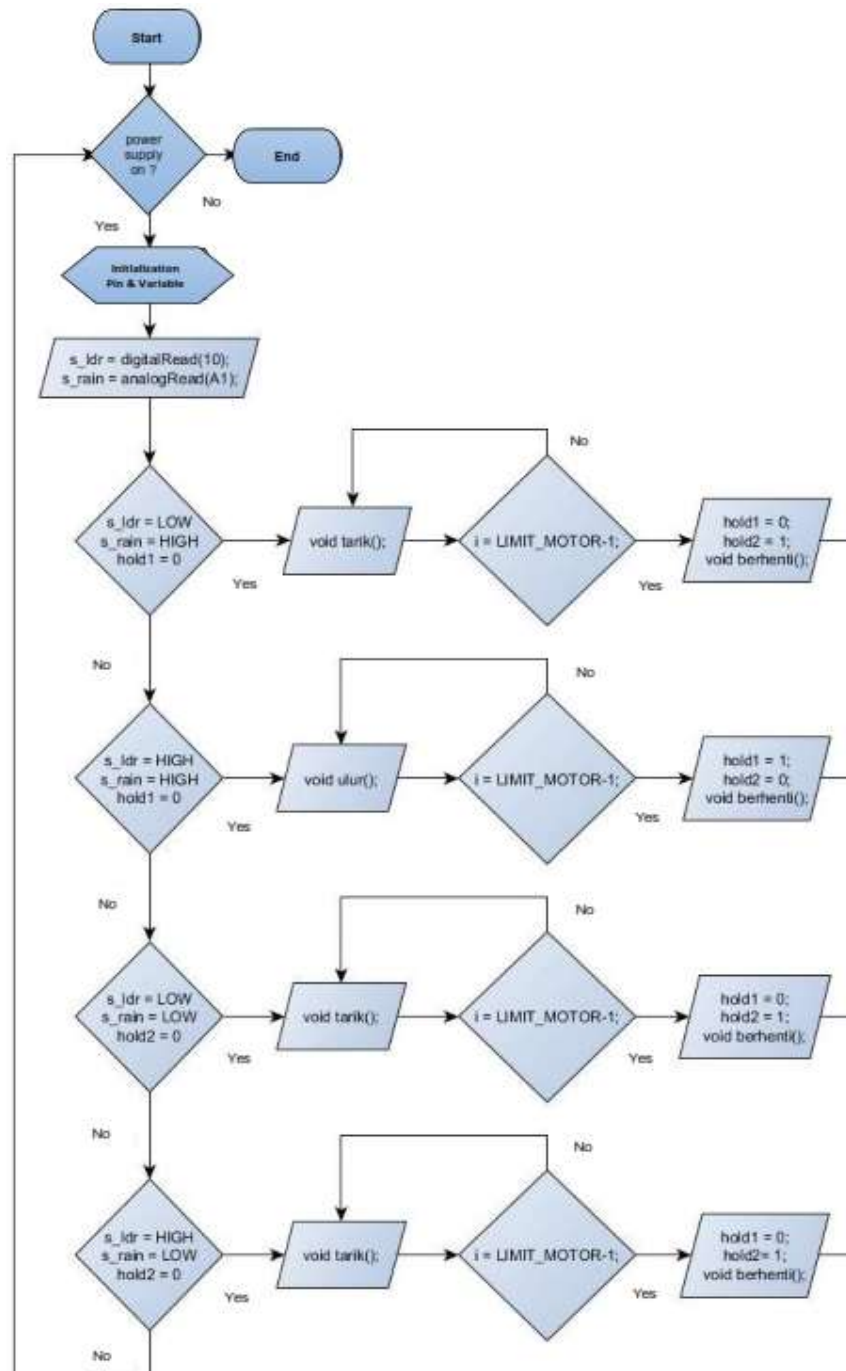 Start
power
supply
on ?
End
No
Yes
Initialization
Pin & Variable
s_ldr = digitalRead(10);
s_rain = analogRead(A1);
No
s_ldr = LOW
s_rain = HIGH
hold1 = 0
void tarik();
i = LIMIT_MOTOR-1;
hold1 = 0;
hold2 = 1;
void berhenti();
Yes
Yes
No
No
s_ldr = HIGH
s_rain = HIGH
hold1 = 0
void ulur();
i = LIMIT_MOTOR-1;
hold1 = 1;
hold2 = 0;
void berhenti();
Yes
Yes
No
No
s_ldr = LOW
s_rain = LOW
hold2 = 0
void tarik();
i = LIMIT_MOTOR-1;
hold1 = 0;
hold2 = 1;
void berhenti();
Yes
Yes
No
No
s_ldr = HIGH
s_rain = LOW
hold2 = 0
void tarik();
i = LIMIT_MOTOR-1;
hold1 = 0;
hold2= 1;
void berhenti();
Yes
Yes
No